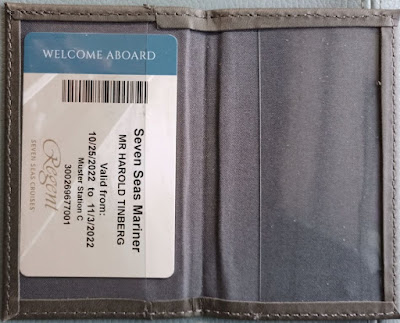 WELCOME ABOARD
Seven Seas Mariner
MR HAROLD TINBERG
Valid from:
10/25/2022 to 11/3/2022
Muster Station C
300269677001
Regent
SEVEN SEAS CRUISES